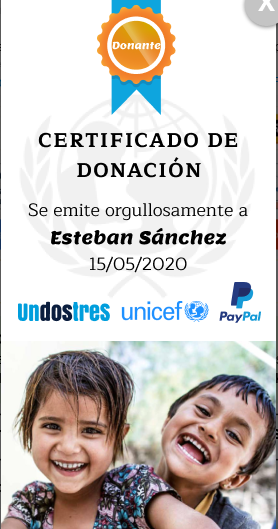 X
Donante
CERTIFICADO DE
DONACIÓN
Se emite orgullosamente a
Esteban Sánchez
15/05/2020
Undostres unicef PayPal